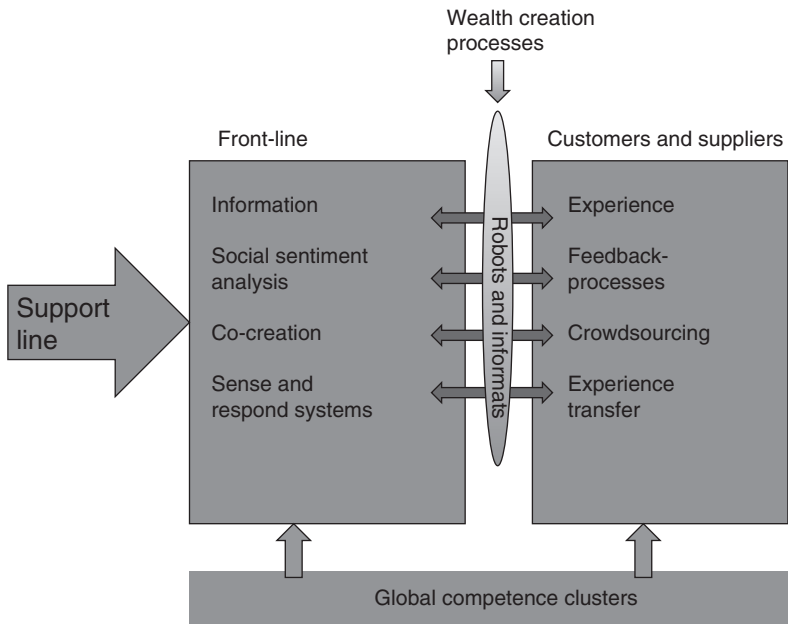 Wealth creation
processes
Front-line
Customers and suppliers
Information
Social sentiment
analysis
Co-creation
Sense and
respond systems
Robots and informats
Experience
Feedback-
processes
Crowdsourcing
Experience
transfer
Support
line
Global competence clusters